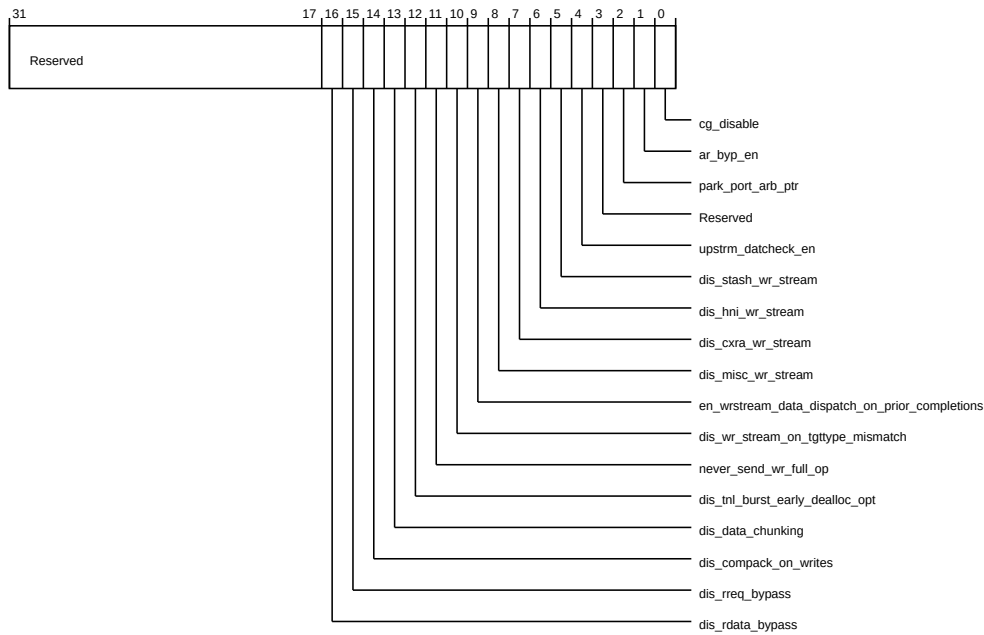 31 17 16 15 14 13 12 11 10 9 8 7 6 5 4 3 2 1 0
Reserved
cg_disable
ar_byp_en
park_port_arb_ptr
Reserved
upstrm_datcheck_en
dis_stash_wr_stream
dis_hni_wr_stream
dis_cxra_wr_stream
dis_misc_wr_stream
en_wrstream_data_dispatch_on_prior_completions
dis_wr_stream_on_tgttype_mismatch
never_send_wr_full_op
dis_tnl_burst_early_dealloc_opt
dis_data_chunking
dis_compack_on_writes
dis_rreq_bypass
dis_rdata_bypass